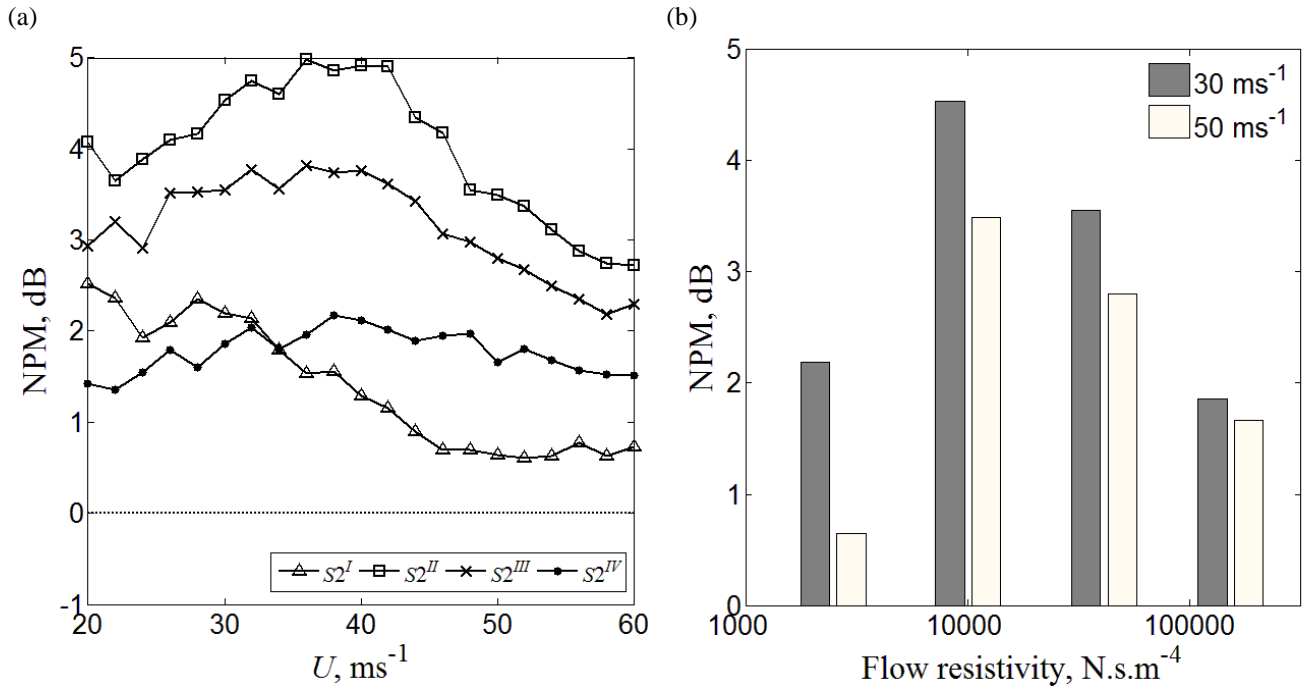 (a)
5
4
3
2
1
0
-1
NPM, dB
20 30 40 50 60
U, ms⁻¹
S2ᴵ S2ᴵᴵ S2ᴵᴵᴵ S2ᴵⱽ
(b)
5
4
3
2
1
0
NPM, dB
30 ms⁻¹
50 ms⁻¹
1000 10000 100000
Flow resistivity, N.s.m⁻⁴